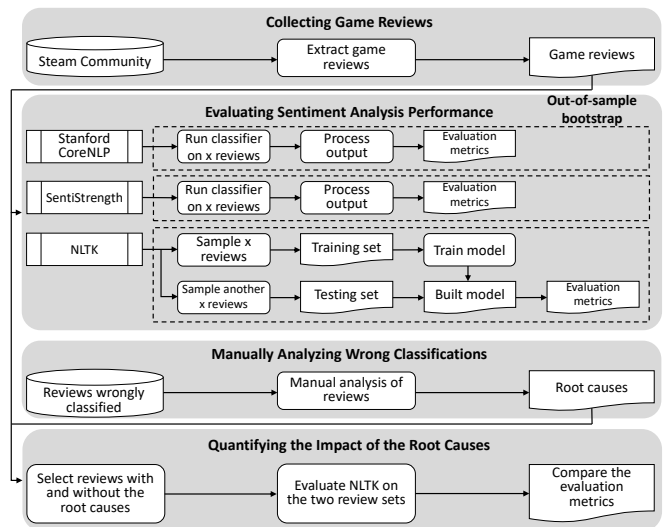 Collecting Game Reviews
Steam Community
Extract game
reviews
Game reviews
Evaluating Sentiment Analysis Performance
Out-of-sample
bootstrap
Stanford
CoreNLP
Run classifier
on x reviews
Process
output
Evaluation
metrics
SentiStrength
Run classifier
on x reviews
Process
output
Evaluation
metrics
NLTK
Sample x
reviews
Training set
Train model
Sample another
x reviews
Testing set
Built model
Evaluation
metrics
Manually Analyzing Wrong Classifications
Reviews wrongly
classified
Manual analysis of
reviews
Root causes
Quantifying the Impact of the Root Causes
Select reviews with
and without the
root causes
Evaluate NLTK on
the two review sets
Compare the
evaluation
metrics